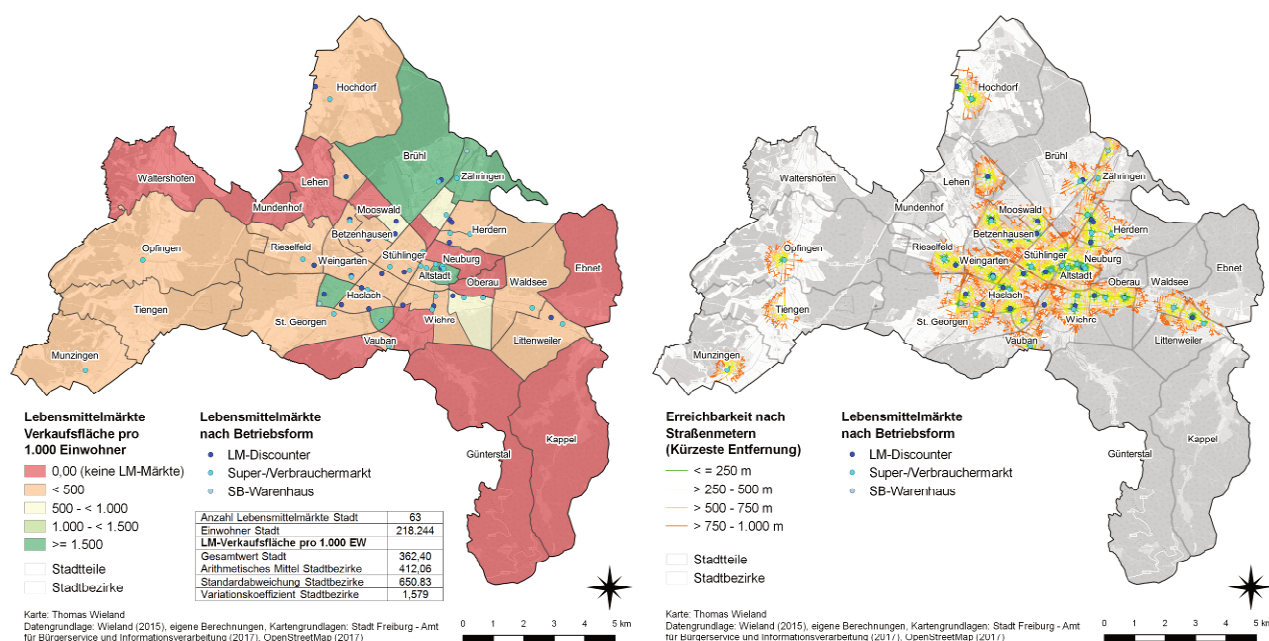 Hochdorf
Brühl
Zähringen
Waltershofen
Lehen
Mundenhof
Mooswald
Betzenhausen
Herdern
Opfingen
Rieselfeld
Weingarten
Stühlinger
Neuburg
Altstadt
Oberau
Waldsee
Ebnet
Tiengen
Haslach
St. Georgen
Wiehre
Vauban
Littenweiler
Munzingen
Kappel
Günterstal
Lebensmittelmärkte
Verkaufsfläche pro
1.000 Einwohner
0,00 (keine LM-Märkte)
< 500
500 - < 1.000
1.000 - < 1.500
>= 1.500
Stadtteile
Stadtbezirke
Lebensmittelmärkte
nach Betriebsform
LM-Discounter
Super-/Verbrauchermarkt
SB-Warenhaus
Anzahl Lebensmittelmärkte Stadt 63
Einwohner Stadt 218.244
LM-Verkaufsfläche pro 1.000 EW
Gesamtwert Stadt 362,40
Arithmetisches Mittel Stadtbezirke 412,06
Standardabweichung Stadtbezirke 650,83
Variationskoeffizient Stadtbezirke 1,579
Karte: Thomas Wieland
Datengrundlage: Wieland (2015), eigene Berechnungen, Kartengrundlagen: Stadt Freiburg - Amt
für Bürgerservice und Informationsverarbeitung (2017), OpenStreetMap (2017)
0 1 2 3 4 5 km
Hochdorf
Brühl
Zähringen
Waltershofen
Lehen
Mundenhof
Mooswald
Betzenhausen
Herdern
Opfingen
Rieselfeld
Weingarten
Stühlinger
Neuburg
Altstadt
Oberau
Waldsee
Ebnet
Tiengen
Haslach
St. Georgen
Wiehre
Vauban
Littenweiler
Munzingen
Kappel
Günterstal
Erreichbarkeit nach
Straßenmetern
(Kürzeste Entfernung)
< = 250 m
> 250 - 500 m
> 500 - 750 m
> 750 - 1.000 m
Stadtteile
Stadtbezirke
Lebensmittelmärkte
nach Betriebsform
LM-Discounter
Super-/Verbrauchermarkt
SB-Warenhaus
Karte: Thomas Wieland
Datengrundlage: Wieland (2015), eigene Berechnungen, Kartengrundlagen: Stadt Freiburg - Amt
für Bürgerservice und Informationsverarbeitung (2017), OpenStreetMap (2017)
0 1 2 3 4 5 km